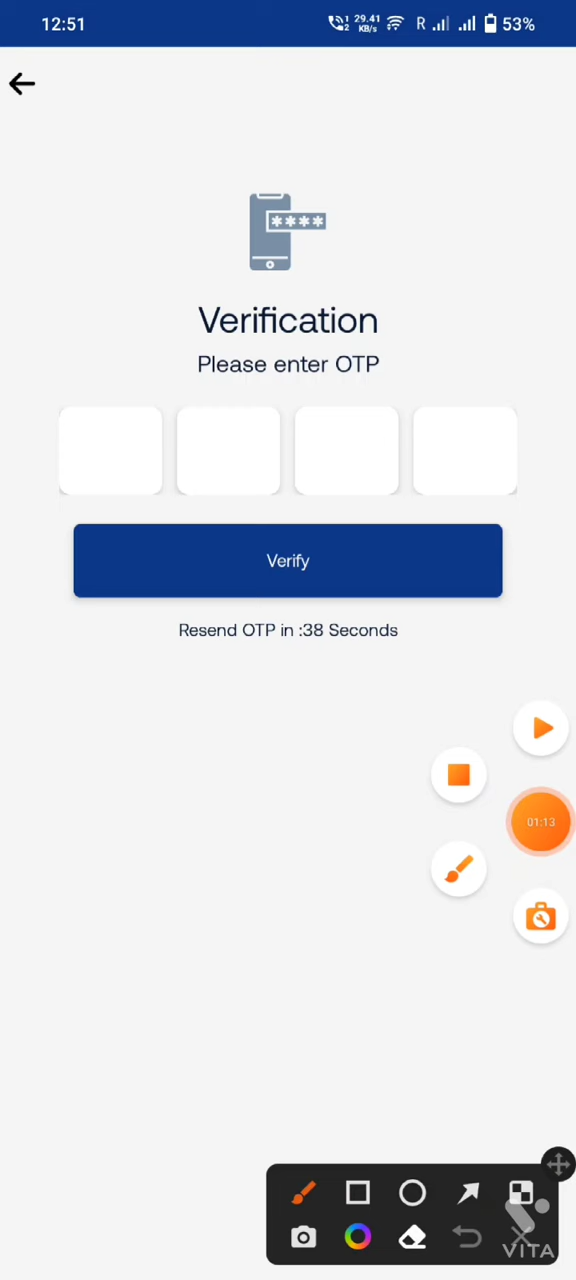 12:51
29.41
KB/s
R
53%
****
Verification
Please enter OTP
Verify
Resend OTP in :38 Seconds
01:13
VITA